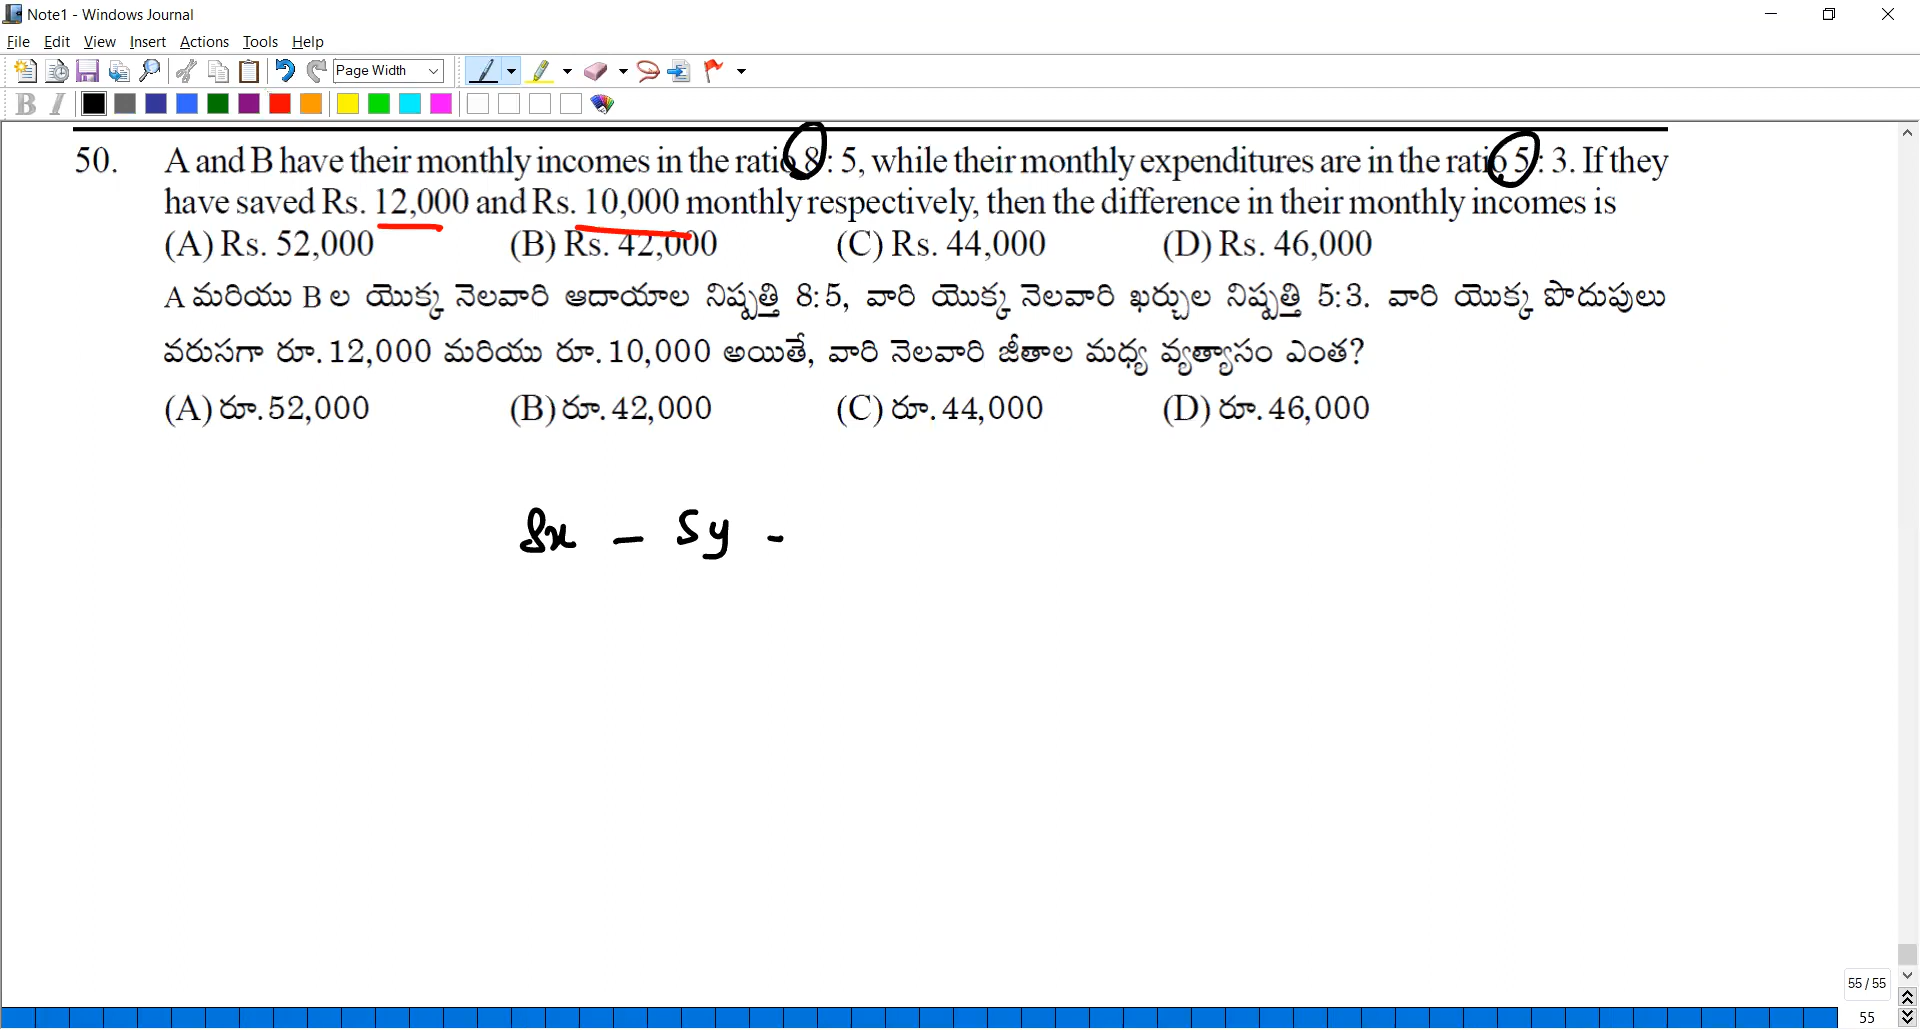 Note1 - Windows Journal
File Edit View Insert Actions Tools Help
Page Width
B I
50. A and B have their monthly incomes in the ratio 8 : 5, while their monthly expenditures are in the ratio 5 : 3. If they
have saved Rs. 12,000 and Rs. 10,000 monthly respectively, then the difference in their monthly incomes is
(A) Rs. 52,000 (B) Rs. 42,000 (C) Rs. 44,000 (D) Rs. 46,000
A మరియు B ల యొక్క నెలవారి ఆదాయాల నిష్పత్తి 8:5, వారి యొక్క నెలవారి ఖర్చుల నిష్పత్తి 5:3. వారి యొక్క పొదుపులు
వరుసగా రూ.12,000 మరియు రూ.10,000 అయితే, వారి నెలవారి జీతాల మధ్య వ్యత్యాసం ఎంత?
(A) రూ.52,000 (B) రూ.42,000 (C) రూ.44,000 (D) రూ.46,000
8x - 5y -
55 / 55
55